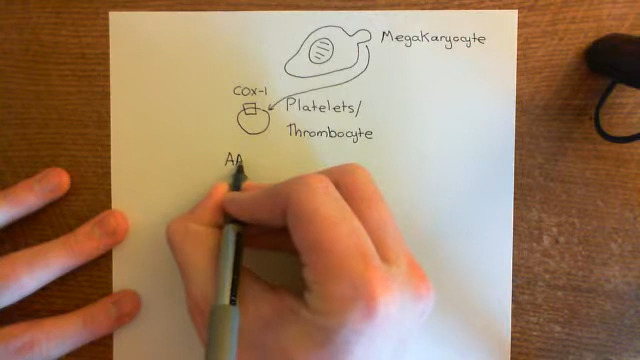 MegaKaryocyte
COX-1
Platelets/
Thrombocyte
AA